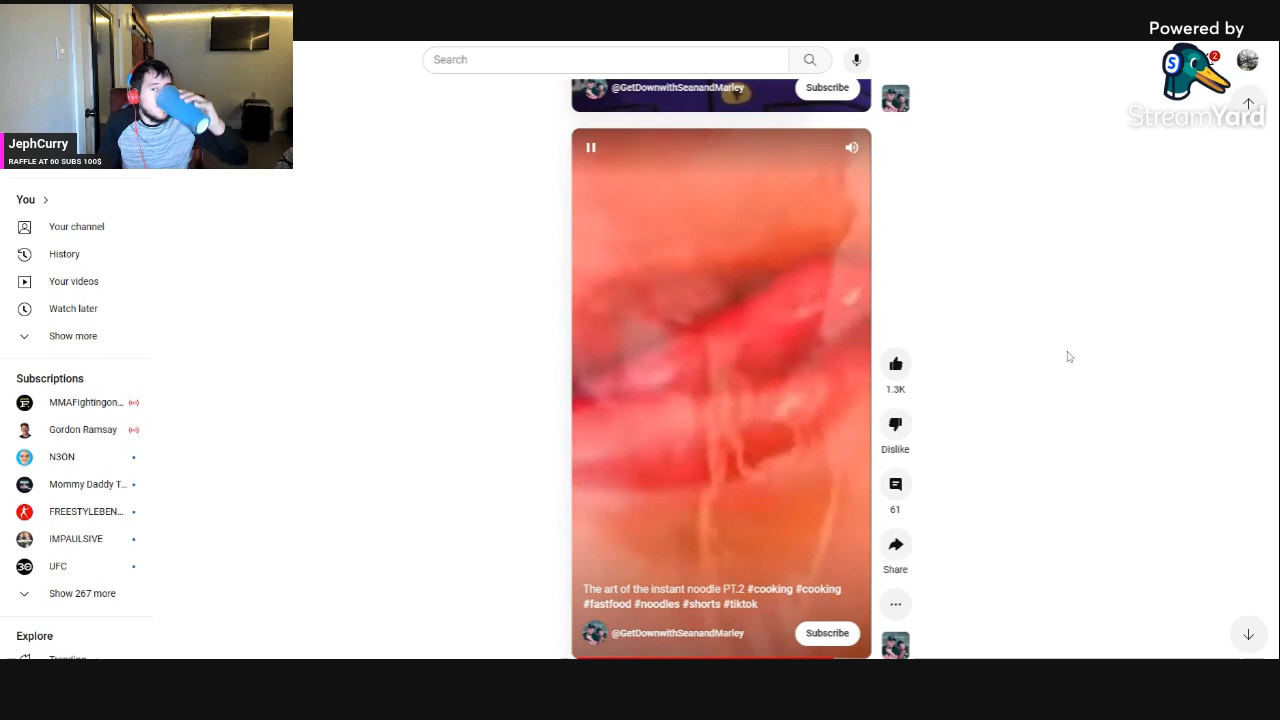 Powered by
StreamYard
JephCurry
RAFFLE AT 60 SUBS 100$
Search
2
You
Your channel
History
Your videos
Watch later
Show more
Subscriptions
MMAFightingon...
Gordon Ramsay
N3ON
Mommy Daddy T...
FREESTYLEBEN...
IMPAULSIVE
UFC
Show 267 more
Explore
@GetDownwithSeanandMarley
Subscribe
1.3K
Dislike
61
Share
The art of the instant noodle PT.2 #cooking #cooking
#fastfood #noodles #shorts #tiktok
@GetDownwithSeanandMarley
Subscribe